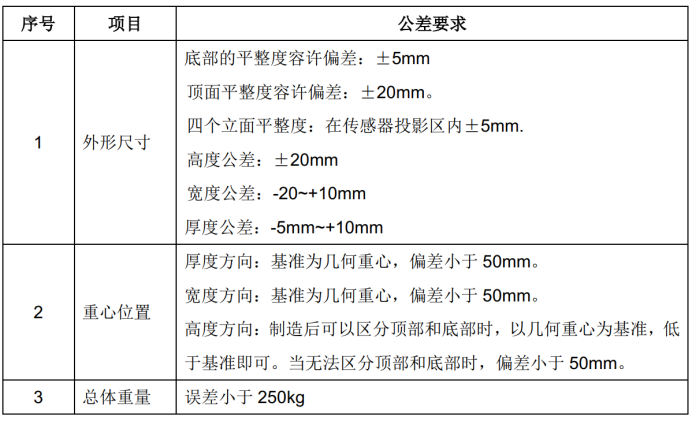 序号 项目 公差要求
1 外形尺寸 底部的平整度容许偏差：±5mm
顶面平整度容许偏差：±20mm。
四个立面平整度：在传感器投影区内±5mm.
高度公差：±20mm
宽度公差：-20~+10mm
厚度公差：-5mm~+10mm
2 重心位置 厚度方向：基准为几何重心，偏差小于 50mm。
宽度方向：基准为几何重心，偏差小于 50mm。
高度方向：制造后可以区分顶部和底部时，以几何重心为基准，低
于基准即可。当无法区分顶部和底部时，偏差小于 50mm。
3 总体重量 误差小于 250kg